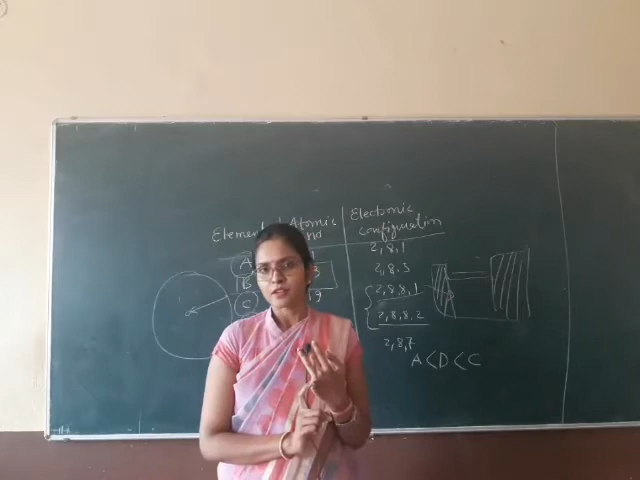 Element Atomic
Electronic
configuration
A
2,8,1
B
2,8.3
C
19
2,8,8,1
2,8,8.2
2,8,7
A<D<C